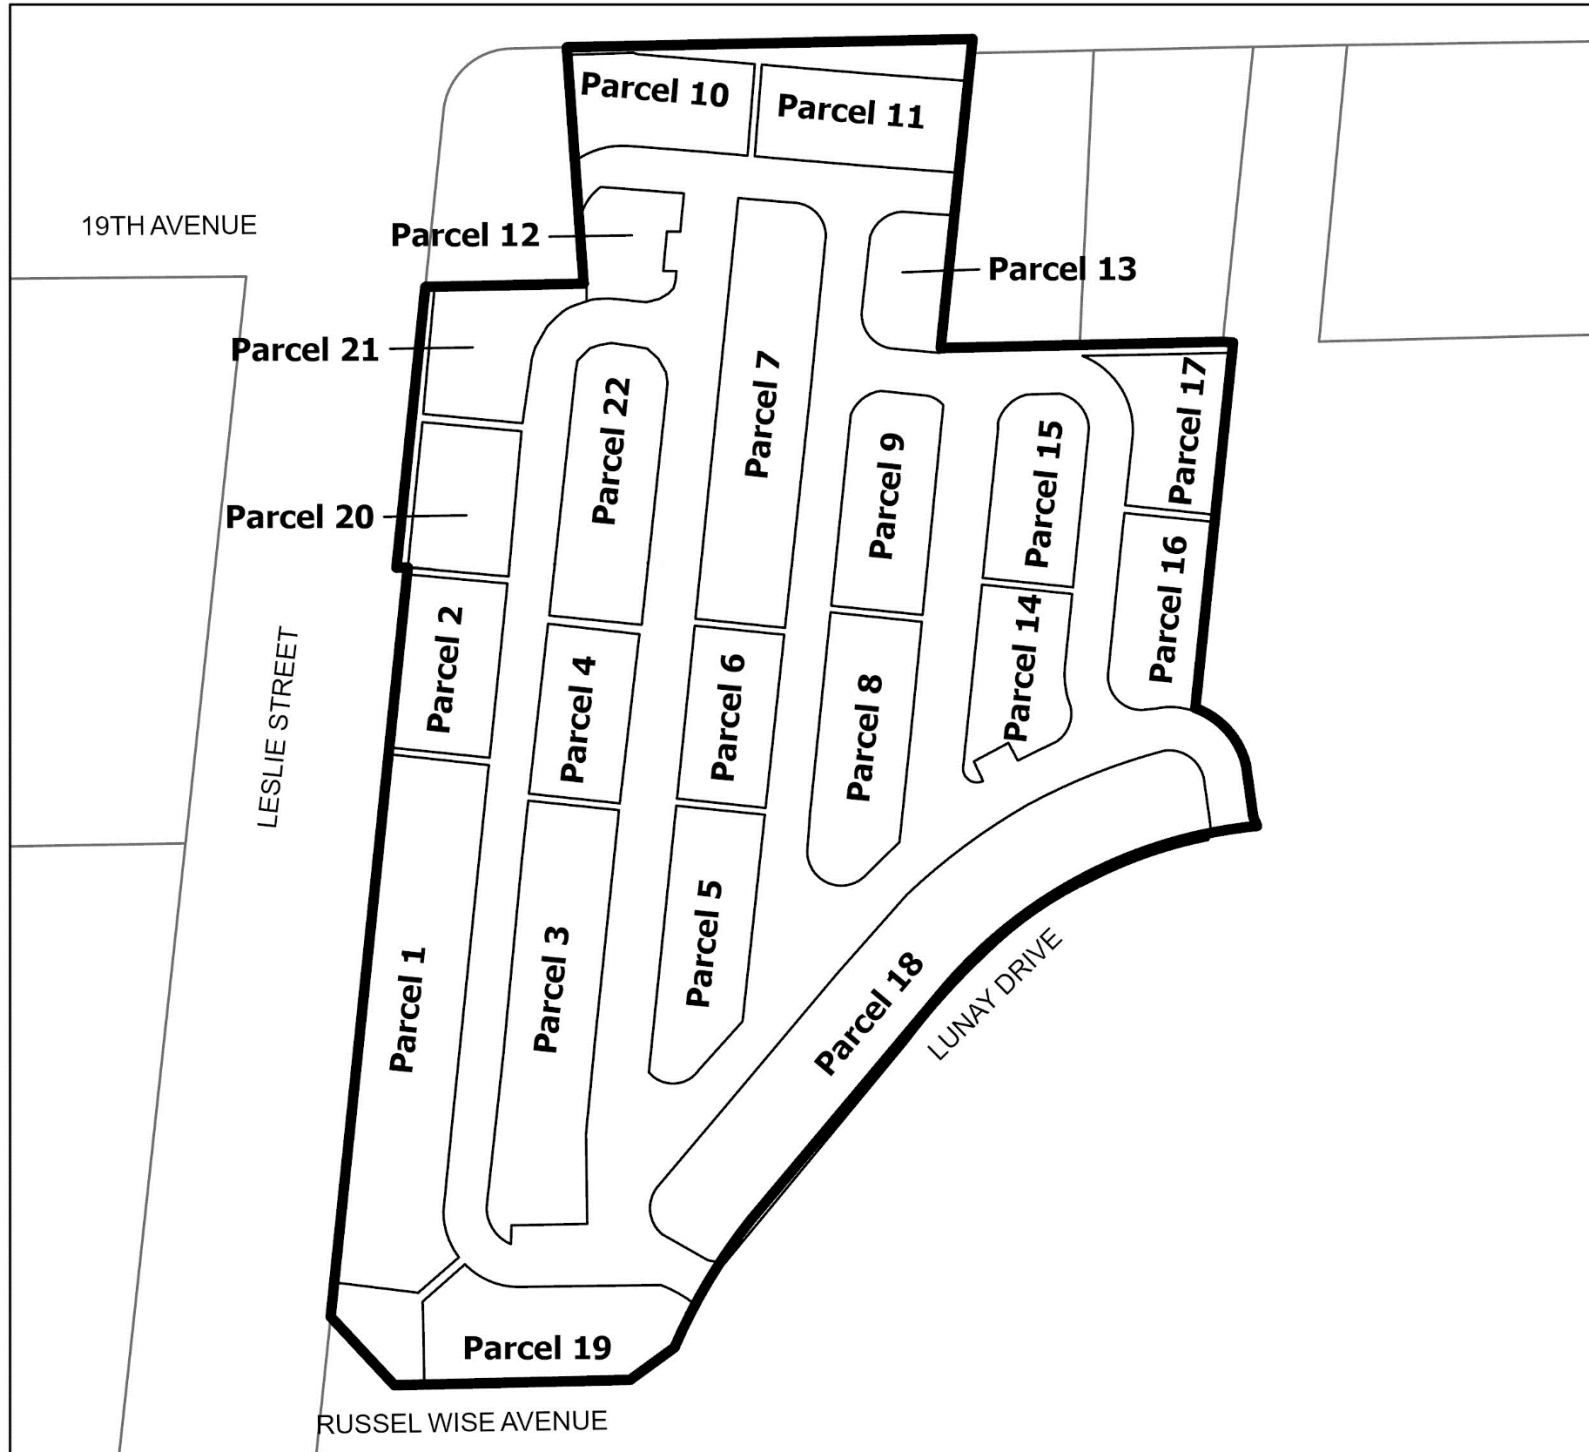 Parcel 10
Parcel 11
19TH AVENUE
Parcel 12
Parcel 13
Parcel 21
Parcel 22
Parcel 7
Parcel 17
Parcel 9
Parcel 15
Parcel 20
Parcel 16
Parcel 2
Parcel 14
LESLIE STREET
Parcel 4
Parcel 6
Parcel 8
Parcel 5
Parcel 1
Parcel 3
Parcel 18
LUNAY DRIVE
Parcel 19
RUSSEL WISE AVENUE